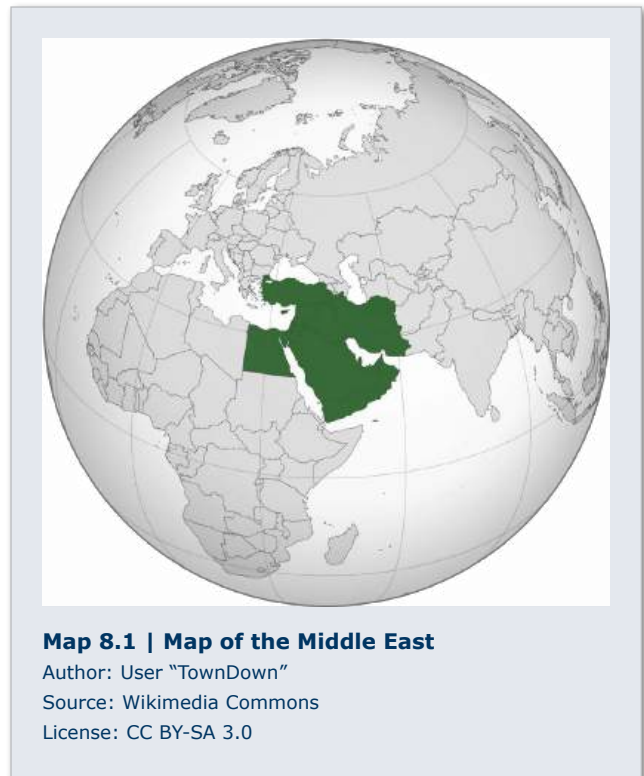 Map 8.1 | Map of the Middle East
Author: User “TownDown”
Source: Wikimedia Commons
License: CC BY-SA 3.0